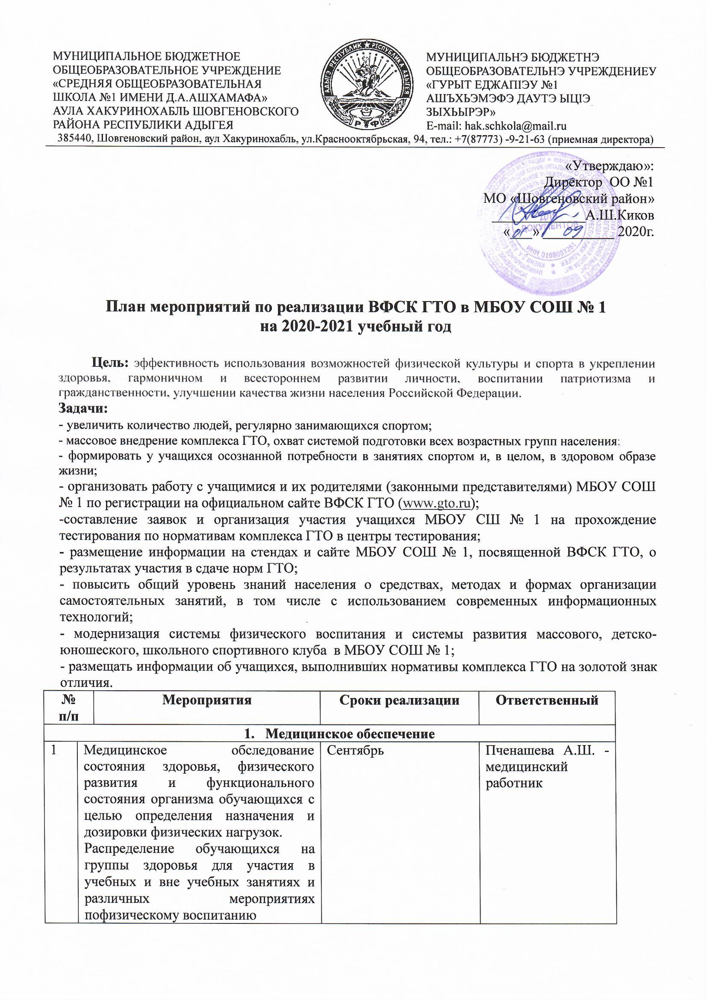 МУНИЦИПАЛЬНОЕ БЮДЖЕТНОЕ
ОБЩЕОБРАЗОВАТЕЛЬНОЕ УЧРЕЖДЕНИЕ
«СРЕДНЯЯ ОБЩЕОБРАЗОВАТЕЛЬНАЯ
ШКОЛА №1 ИМЕНИ Д.А.АШХАМАФА»
АУЛА ХАКУРИНОХАБЛЬ ШОВГЕНОВСКОГО
РАЙОНА РЕСПУБЛИКИ АДЫГЕЯ
АДЫГЭ РЕСПУБЛИК ★ РЕСПУБЛИКА АДЫГЕЯ
РФ
МУНИЦИПАЛЬНЭ БЮДЖЕТНЭ
ОБЩЕОБРАЗОВАТЕЛЬНЭ УЧРЕЖДЕНИЕУ
«ГУРЫТ ЕДЖАПIЭУ №1
АШЪХЬЭМЭФЭ ДАУТЭ ЫЦIЭ
ЗЫХЬЫРЭР»
E-mail: hak.schkola@mail.ru
385440, Шовгеновский район, аул Хакуринохабль, ул.Краснооктябрьская, 94, тел.: +7(87773) -9-21-63 (приемная директора)
«Утверждаю»:
Директор ОО №1
МО «Шовгеновский район»
______________А.Ш.Киков
«01» 09 2020г.
ДЛЯ
ДОКУМЕНТОВ
ИНН 0108003261
План мероприятий по реализации ВФСК ГТО в МБОУ СОШ № 1
на 2020-2021 учебный год
Цель: эффективность использования возможностей физической культуры и спорта в укреплении
здоровья, гармоничном и всестороннем развитии личности, воспитании патриотизма и
гражданственности, улучшении качества жизни населения Российской Федерации.
Задачи:
- увеличить количество людей, регулярно занимающихся спортом;
- массовое внедрение комплекса ГТО, охват системой подготовки всех возрастных групп населения;
- формировать у учащихся осознанной потребности в занятиях спортом и, в целом, в здоровом образе
жизни;
- организовать работу с учащимися и их родителями (законными представителями) МБОУ СОШ
№ 1 по регистрации на официальном сайте ВФСК ГТО (www.gto.ru);
-составление заявок и организация участия учащихся МБОУ СШ № 1 на прохождение
тестирования по нормативам комплекса ГТО в центры тестирования;
- размещение информации на стендах и сайте МБОУ СОШ № 1, посвященной ВФСК ГТО, о
результатах участия в сдаче норм ГТО;
- повысить общий уровень знаний населения о средствах, методах и формах организации
самостоятельных занятий, в том числе с использованием современных информационных
технологий;
- модернизация системы физического воспитания и системы развития массового, детско-
юношеского, школьного спортивного клуба в МБОУ СОШ № 1;
- размещать информации об учащихся, выполнивших нормативы комплекса ГТО на золотой знак
отличия.
№
п/п
Мероприятия
Сроки реализации
Ответственный
1. Медицинское обеспечение
1
Медицинское обследование
состояния здоровья, физического
развития и функционального
состояния организма обучающихся с
целью определения назначения и
дозировки физических нагрузок.
Распределение обучающихся на
группы здоровья для участия в
учебных и вне учебных занятиях и
различных мероприятиях
пофизическому воспитанию
Сентябрь
Пченашева А.Ш. -
медицинский
работник